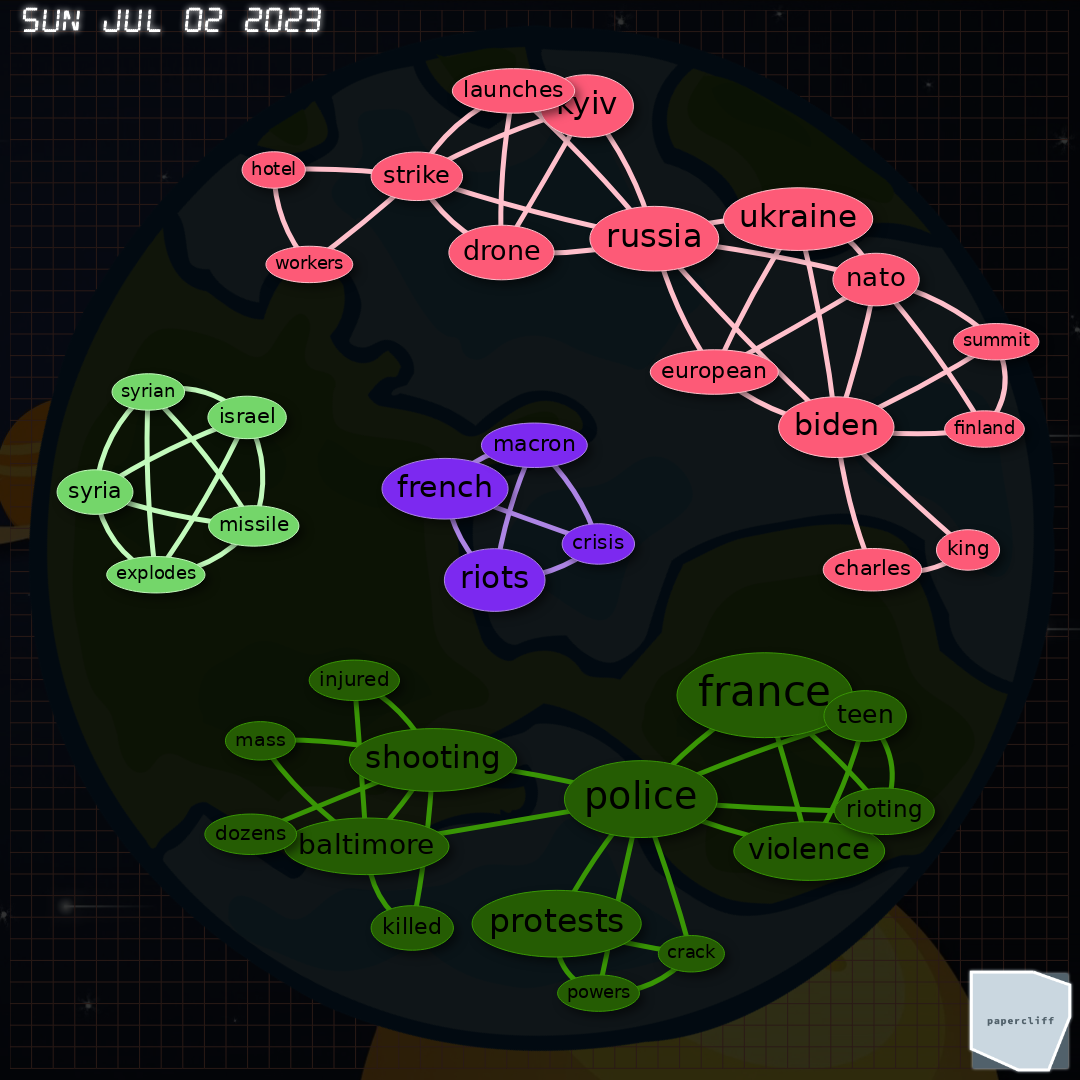 SUN JUL 02 2023
launches
kyiv
hotel
strike
workers
drone
russia
ukraine
nato
summit
european
biden
finland
charles
king
syrian
israel
syria
missile
explodes
macron
french
crisis
riots
injured
mass
shooting
dozens
baltimore
killed
france
teen
police
rioting
violence
protests
crack
powers
papercliff